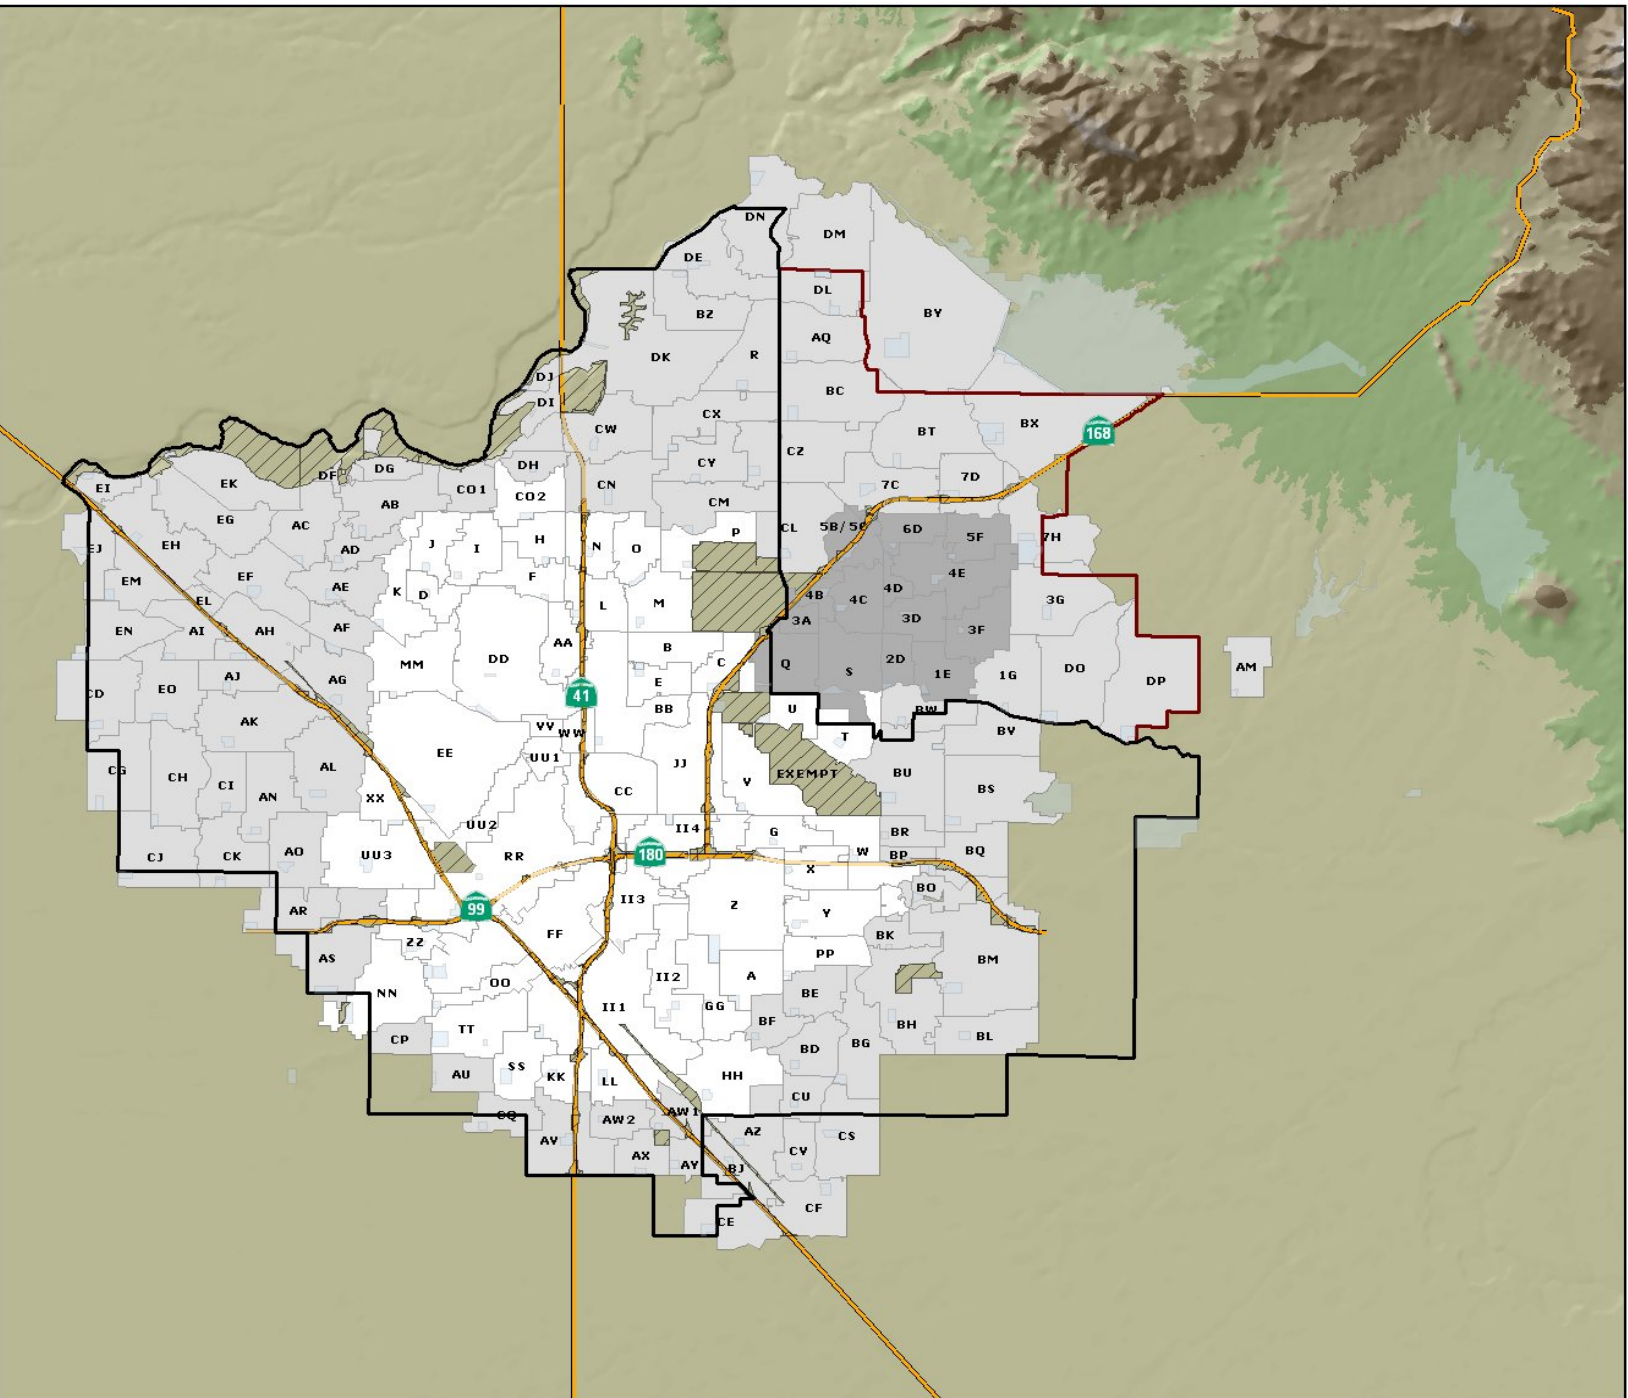 DN
DM
DE
DL
BY
BZ
AQ
DK
R
DJ
BC
DI
CX
BX
CW
BT
168
CZ
CY
DH
DG
DF
EK
7D
7C
CN
EI
CO1
CO2
CM
AB
EG
AC
CL
5B/5C
6D
P
5F
7H
H
J
I
N
O
EH
EJ
AD
4E
EF
F
EM
AE
4D
K
D
4B
4C
L
M
3G
EL
3A
3D
3F
EN
AI
AH
AF
AA
B
MM
DD
C
Q
2D
S
1E
1G
DO
AM
AJ
AG
E
DP
CD
EO
41
BB
U
BW
AK
YY
WW
T
BV
EE
UU1
JJ
CG
CH
AL
CI
V
EXEMPT
BU
BS
AN
XX
CC
UU2
II4
G
BR
CJ
CK
AO
UU3
RR
180
W
BP
BQ
X
BO
AR
99
II3
Z
Y
FF
BK
ZZ
AS
PP
BM
OO
II2
A
NN
II1
GG
BE
BF
BH
TT
CP
BD
BG
BL
SS
AU
KK
LL
HH
CU
CQ
AW1
AW2
AZ
AV
CS
AX
AY
CV
BJ
CE
CF